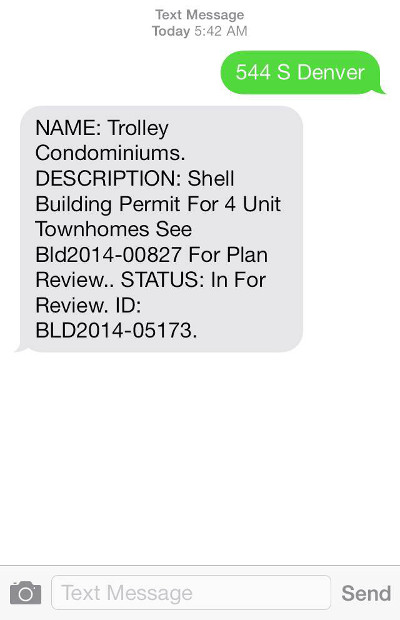 Text Message
Today 5:42 AM
544 S Denver
NAME: Trolley
Condominiums.
DESCRIPTION: Shell
Building Permit For 4 Unit
Townhomes See
Bld2014-00827 For Plan
Review.. STATUS: In For
Review. ID:
BLD2014-05173.
Text Message
Send